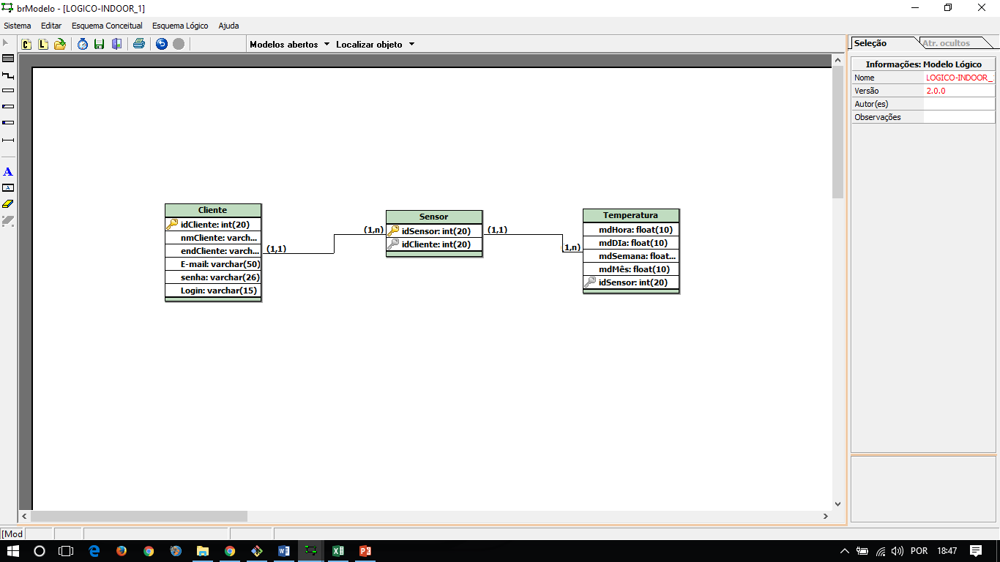 brModelo - [LOGICO-INDOOR_1]
Sistema Editar Esquema Conceitual Esquema Lógico Ajuda
C L Modelos abertos Localizar objeto
Seleção Atr. ocultos
Informações: Modelo Lógico
Nome LOGICO-INDOOR_1
Versão 2.0.0
Autor(es)
Observações
A
A
Cliente
idCliente: int(20)
nmCliente: varch...
endCliente: varch...
E-mail: varchar(50)
senha: varchar(26)
Login: varchar(15)
(1,1)
(1,n)
Sensor
idSensor: int(20)
idCliente: int(20)
(1,1)
(1,n)
Temperatura
mdHora: float(10)
mdDIa: float(10)
mdSemana: float...
mdMês: float(10)
idSensor: int(20)
[Mod
POR 18:47